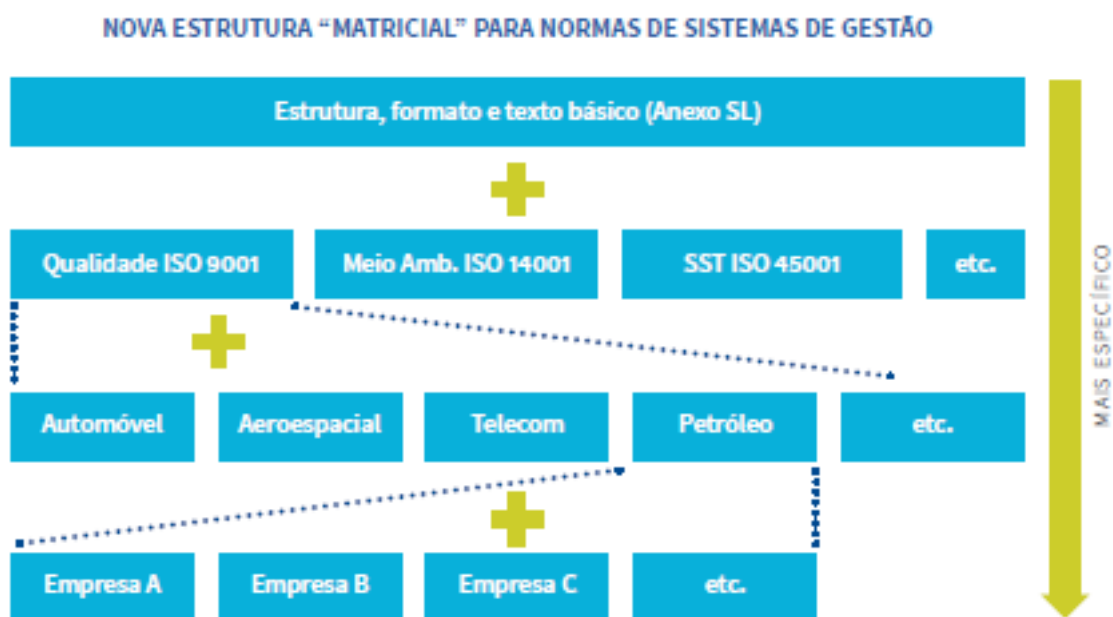 NOVA ESTRUTURA “MATRICIAL” PARA NORMAS DE SISTEMAS DE GESTÃO
Estrutura, formato e texto básico (Anexo SL)
Qualidade ISO 9001
Meio Amb. ISO 14001
SST ISO 45001
etc.
Automóvel
Aeroespacial
Telecom
Petróleo
etc.
Empresa A
Empresa B
Empresa C
etc.
MAIS ESPECÍFICO